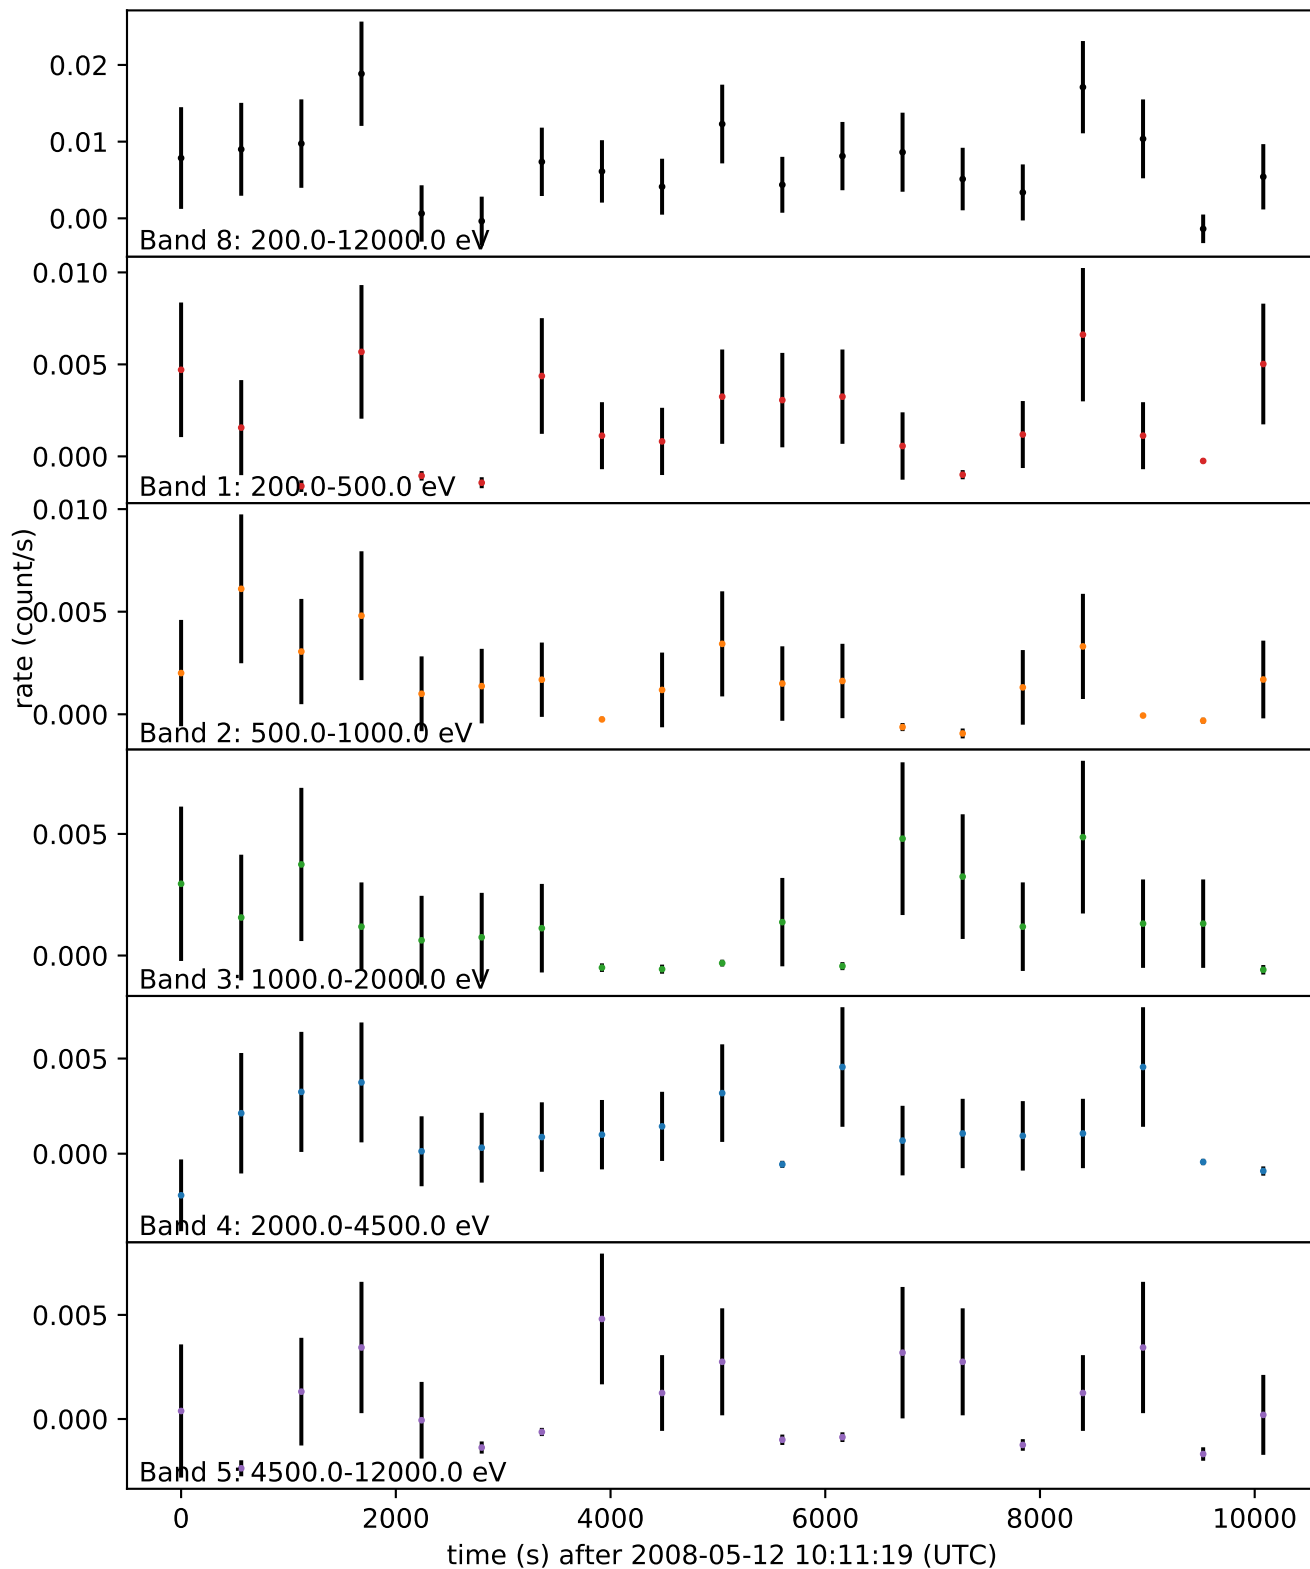 0.02
0.01
0.00
Band 8: 200.0-12000.0 eV
0.010
0.005
0.000
Band 1: 200.0-500.0 eV
0.010
0.005
0.000
Band 2: 500.0-1000.0 eV
rate (count/s)
0.005
0.000
Band 3: 1000.0-2000.0 eV
0.005
0.000
Band 4: 2000.0-4500.0 eV
0.005
0.000
Band 5: 4500.0-12000.0 eV
0 2000 4000 6000 8000 10000
time (s) after 2008-05-12 10:11:19 (UTC)